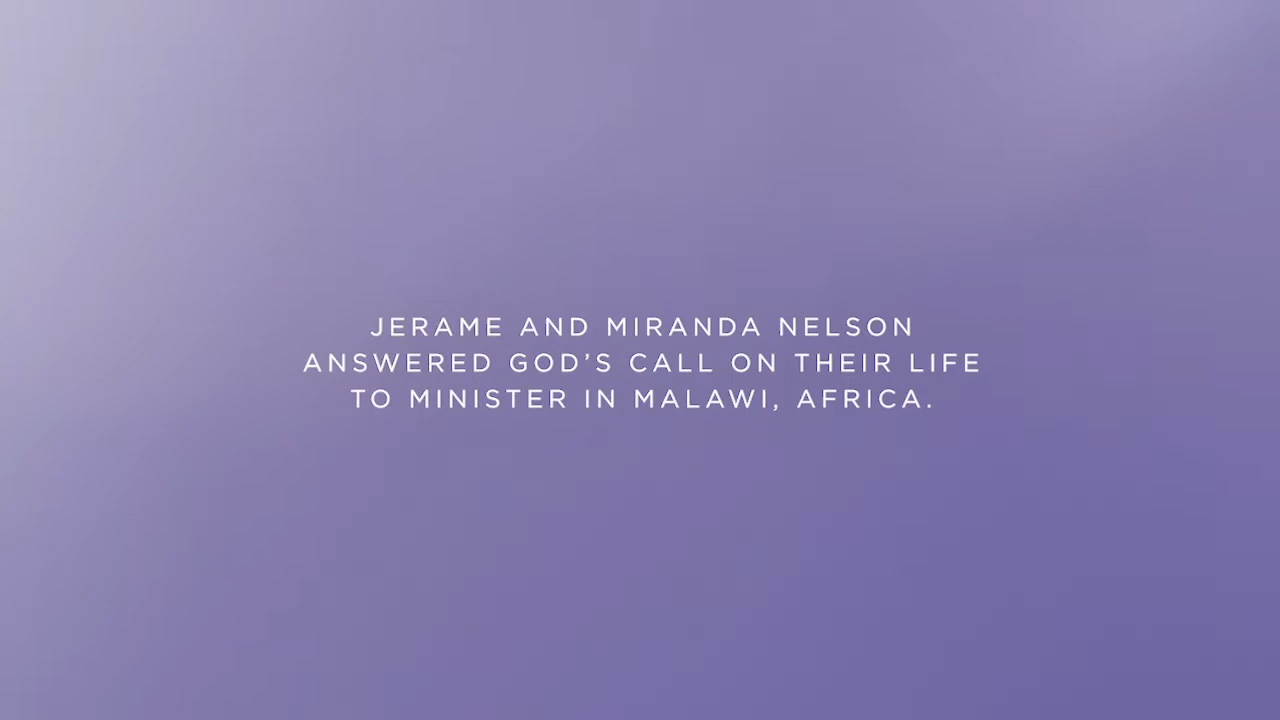 JERAME AND MIRANDA NELSON
ANSWERED GOD’S CALL ON THEIR LIFE
TO MINISTER IN MALAWI, AFRICA.